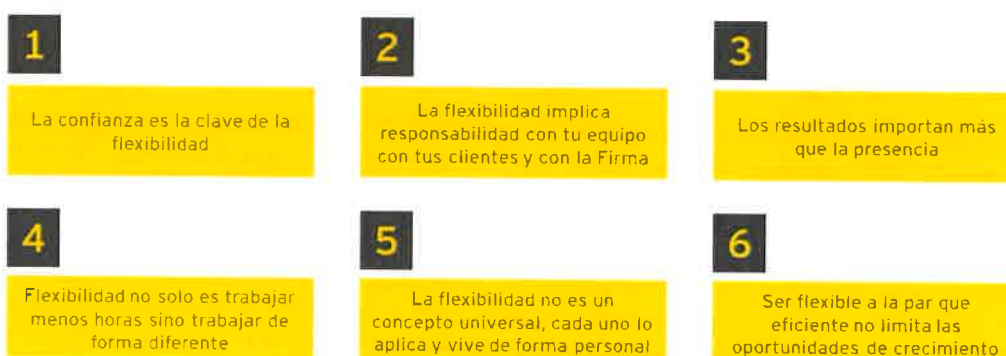 1
La confianza es la clave de la
flexibilidad
2
La flexibilidad implica
responsabilidad con tu equipo
con tus clientes y con la Firma
3
Los resultados importan más
que la presencia
4
Flexibilidad no solo es trabajar
menos horas sino trabajar de
forma diferente
5
La flexibilidad no es un
concepto universal, cada uno lo
aplica y vive de forma personal
6
Ser flexible a la par que
eficiente no limita las
oportunidades de crecimiento